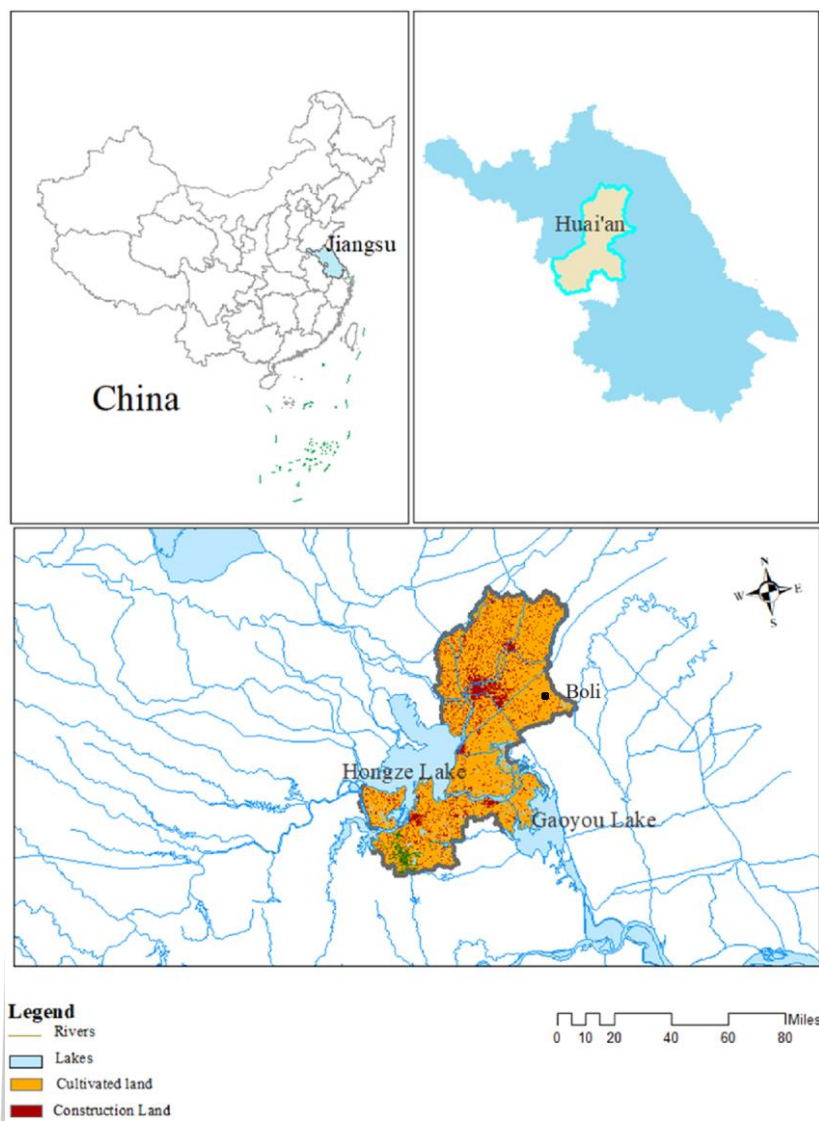 Jiangsu
China
Huai'an
N
W E
S
Boli
Hongze Lake
Gaoyou Lake
Legend
Rivers
Lakes
Cultivated land
Construction Land
Miles
0 10 20 40 60 80